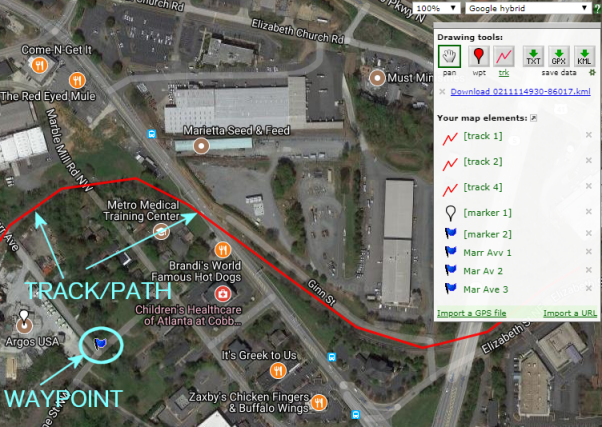 100%
Google hybrid
?
Pkwy N
Elizabeth Church Rd
Elizabeth Church Rd
Drawing tools:
TXT GPX KML
pan wpt trk save data
Download 0211114930-86017.kml
Your map elements:
[track 1]
[track 2]
[track 4]
[marker 1]
[marker 2]
Marr Avv 1
Mar Av 2
Mar Ave 3
Import a GPS file Import a URL
Come-N-Get It
The Red Eyed Mule
Must Min
Marble Mill Rd NW
Marietta Seed & Feed
Metro Medical
Training Center
Brandi's World
Famous Hot Dogs
TRACK/PATH
Ginn St
Children's Healthcare
of Atlanta at Cobb...
Argos USA
Elizabeth
It's Greek to Us
WAYPOINT
Zaxby's Chicken Fingers
& Buffalo Wings